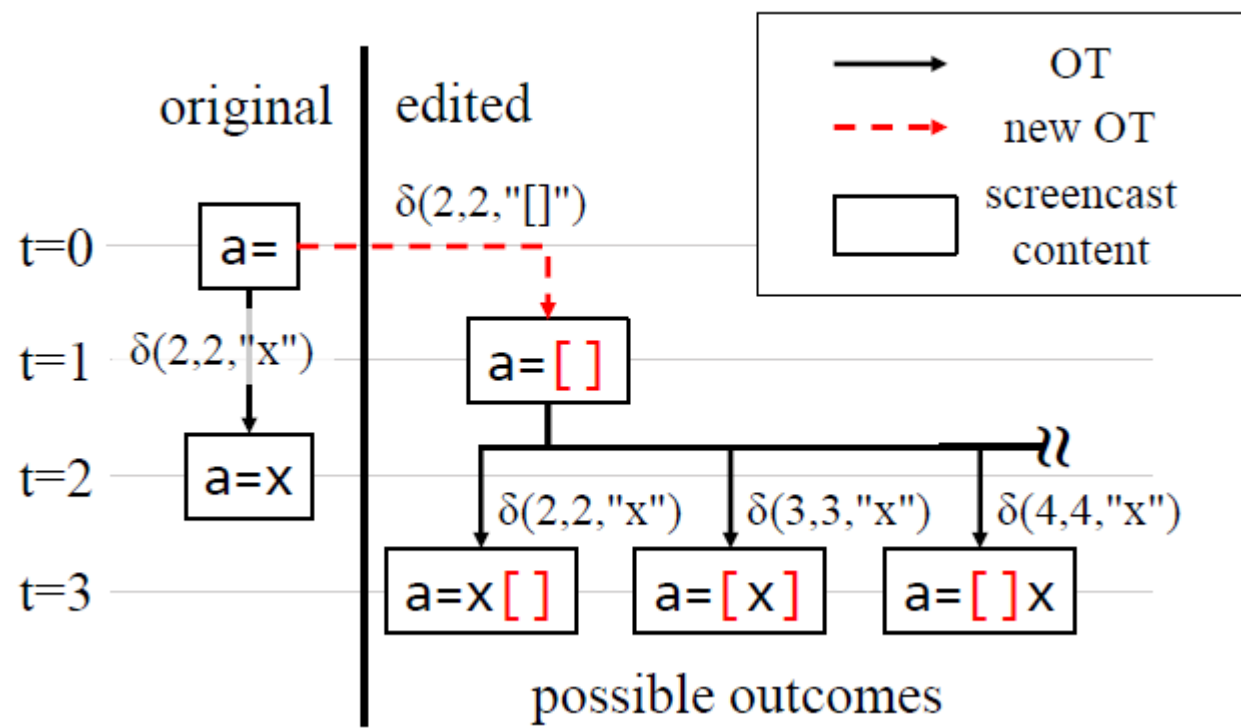 original
edited
OT
new OT
screencast
content
δ(2,2,"[]")
t=0
a=
δ(2,2,"x")
t=1
a=[]
t=2
a=x
δ(2,2,"x")
δ(3,3,"x")
δ(4,4,"x")
t=3
a=x[]
a=[x]
a=[]x
possible outcomes